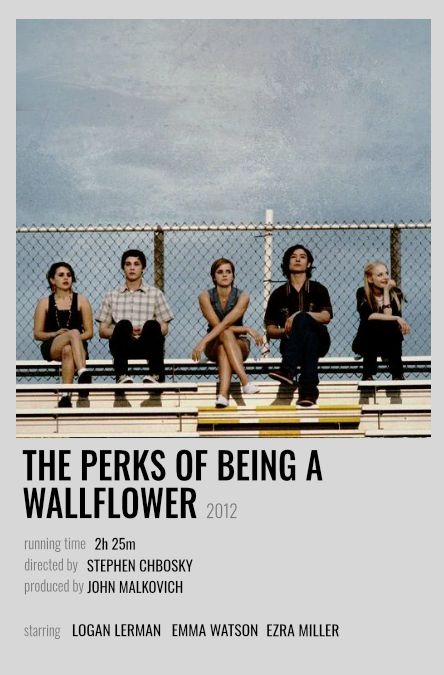 THE PERKS OF BEING A
WALLFLOWER 2012
running time 2h 25m
directed by STEPHEN CHBOSKY
produced by JOHN MALKOVICH
starring LOGAN LERMAN EMMA WATSON EZRA MILLER